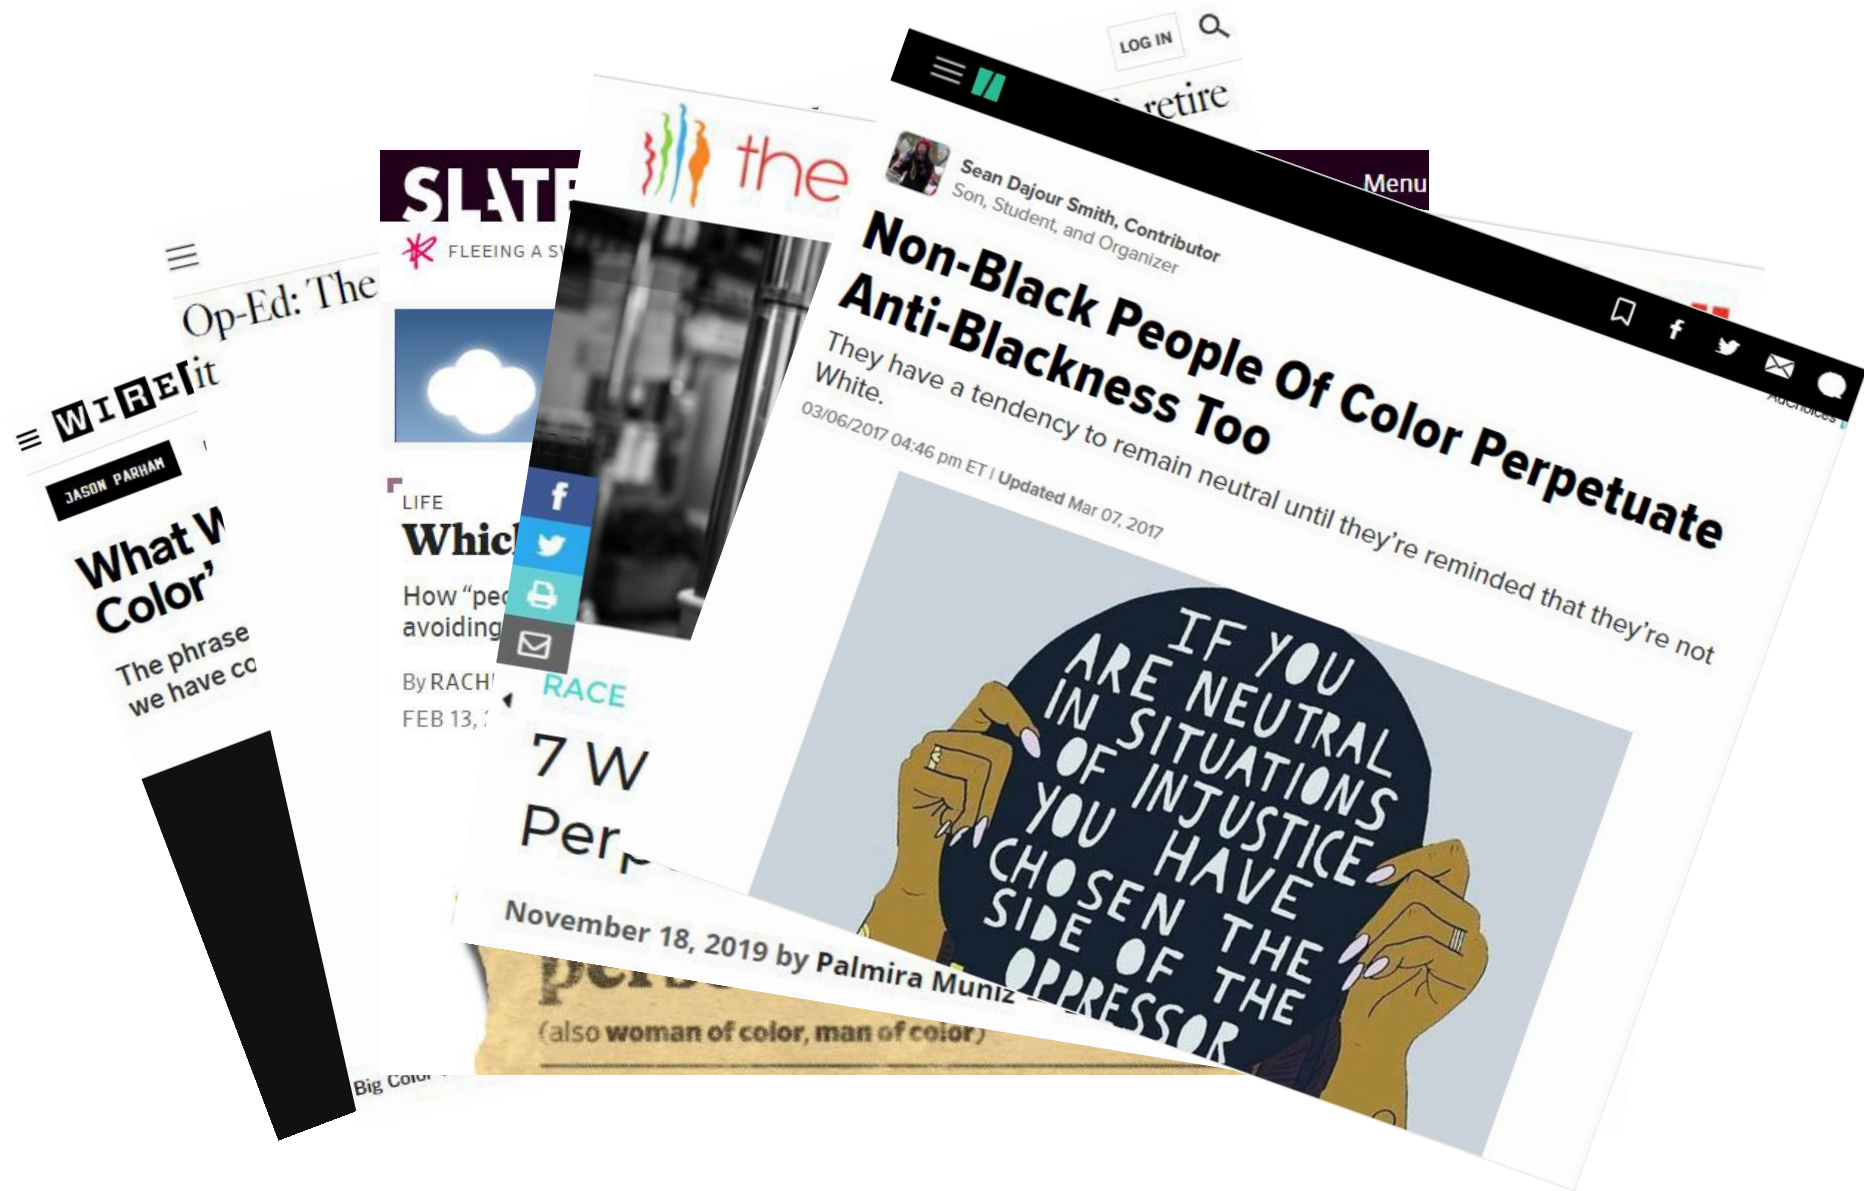 LOG IN
retire
Op-Ed: The
it
WIRED
JASON PARHAM
What W
Color’
The phrase
we have co
Big Color
SLATE
Menu
FLEEING A
LIFE
Which
How “peo
avoiding
By RACH
FEB 13,
pers
(also woman of color, man of color)
the
RACE
7 W
Perp
November 18, 2019 by Palmira Muniz
Sean Dajour Smith, Contributor
Son, Student, and Organizer
Non-Black People Of Color Perpetuate
Anti-Blackness Too
They have a tendency to remain neutral until they’re reminded that they’re not
White.
03/06/2017 04:46 pm ET | Updated Mar 07, 2017
AdChoices
IF YOU
ARE NEUTRAL
IN SITUATIONS
OF INJUSTICE
YOU HAVE
CHOSEN THE
SIDE OF THE
OPPRESSOR